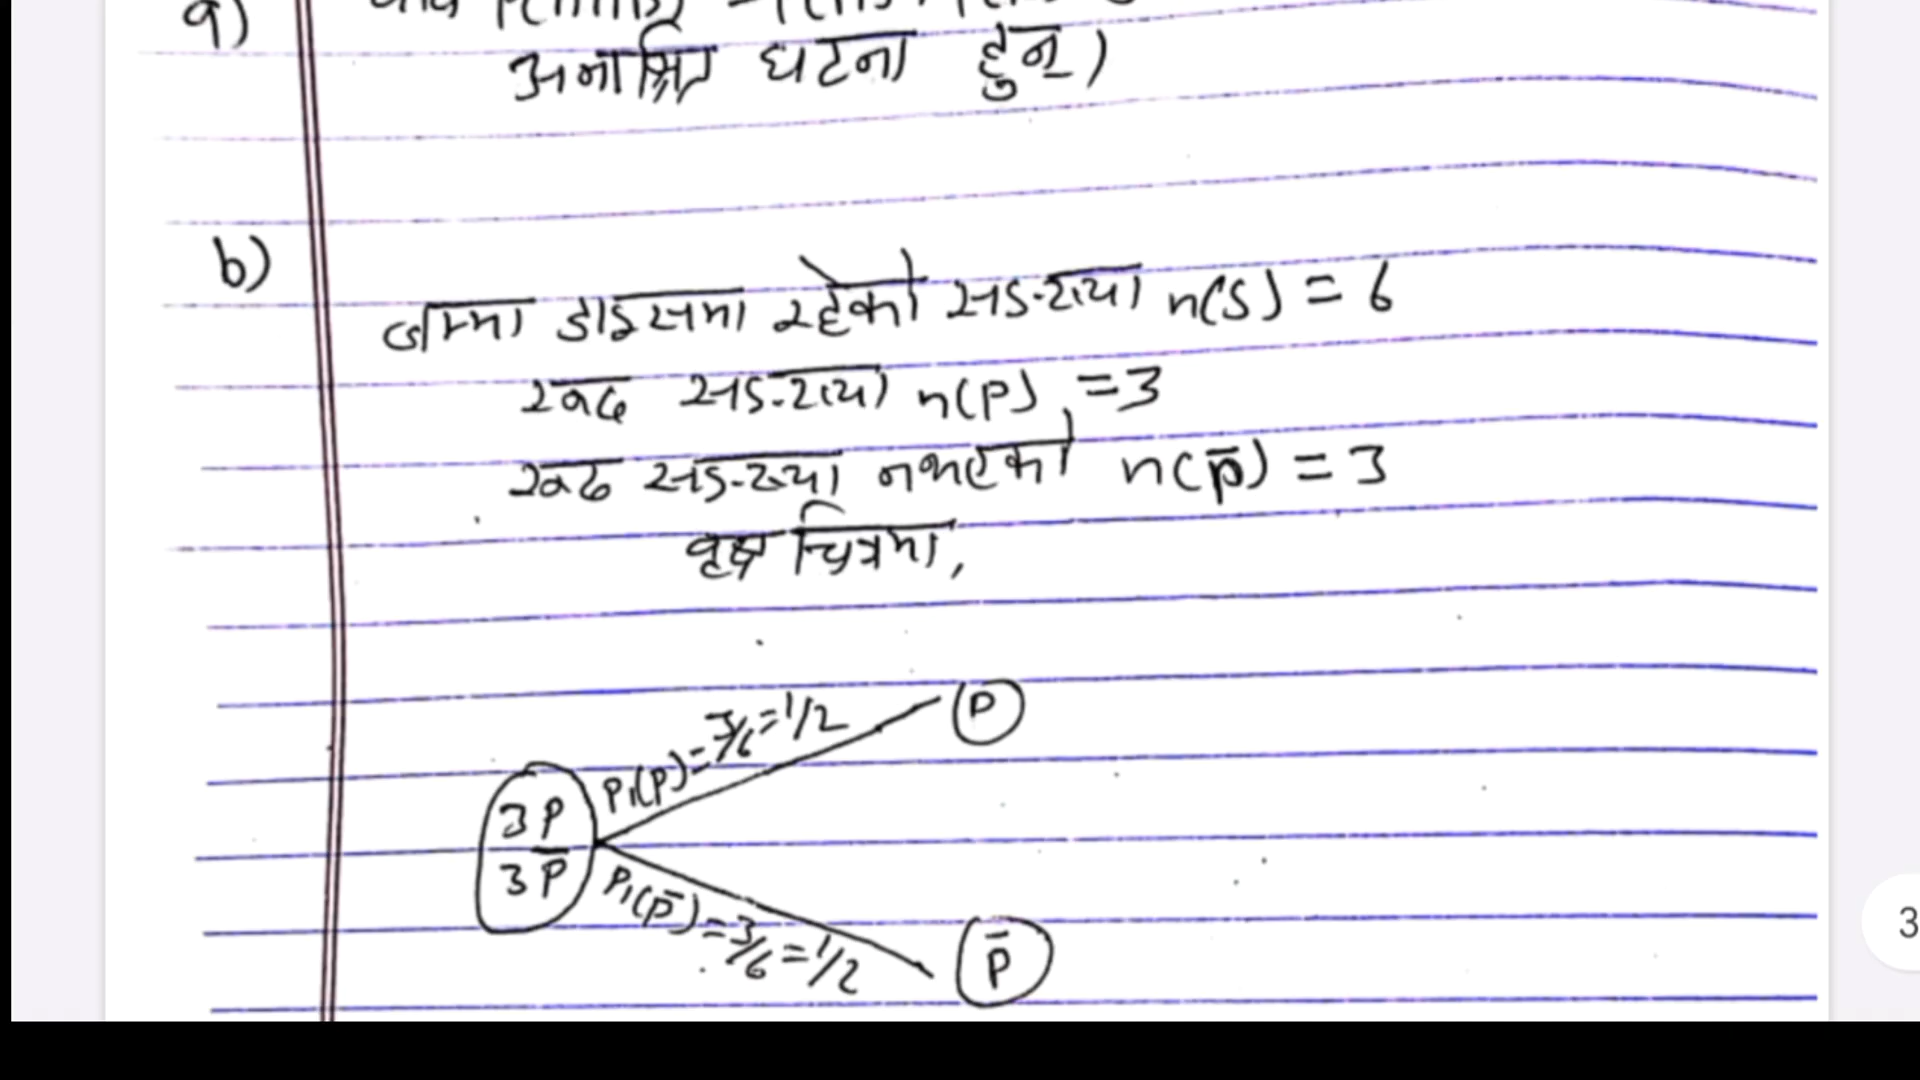 a)
अनाश्रित घटना हुन्)
b)
जम्मा डाइसमा रहेको सङ्ख्या n(S) = 6
रूढ सङ्ख्या n(P) = 3
रूढ सङ्ख्या नभएको n(P̄) = 3
वृक्ष चित्रमा,
P₁(P) = 3/6 = 1/2
P
3P
3P̄
P₁(P̄) = 3/6 = 1/2
P̄
3